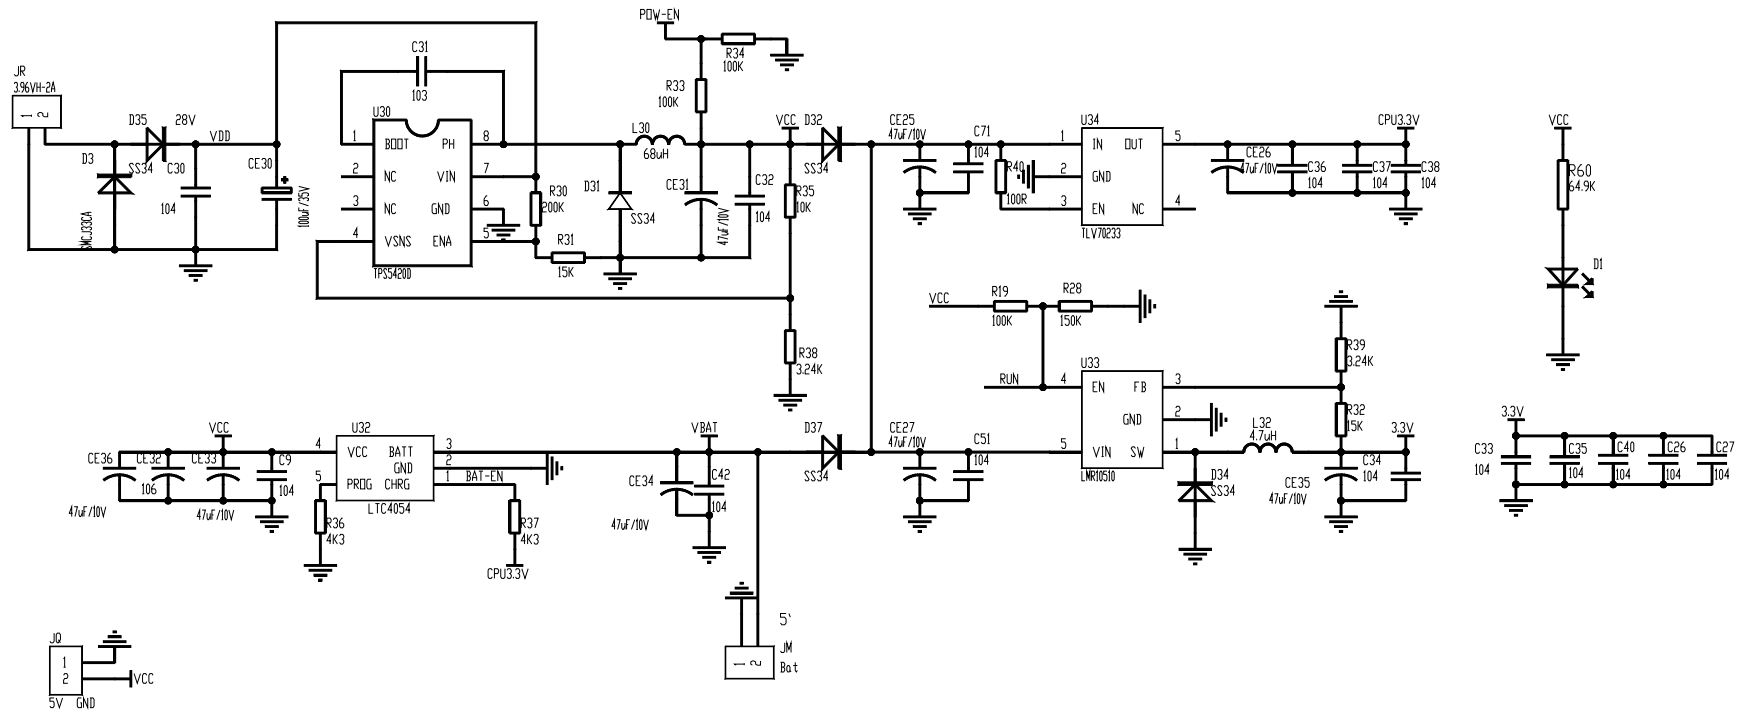 POW-EN
R34
100K
R33
100K
C31
103
JR
3.96VH-2A
1
2
D35
28V
VDD
D3
SS34
C30
104
CE30
100uF/35V
SMCJ33CA
U30
1
BOOT
PH
8
2
NC
VIN
7
3
NC
GND
6
4
VSNS
ENA
5
TPS5420D
R30
200K
R31
15K
L30
68uH
D31
SS34
CE31
47uF/10V
C32
104
VCC
D32
SS34
R35
10K
R38
3.24K
CE25
47uF/10V
C71
104
R40
100R
U34
1
IN
OUT
5
2
GND
3
EN
NC
4
TLV70233
CE26
47uF/10V
C36
104
C37
104
CPU3.3V
C38
104
VCC
R60
64.9K
D1
VCC
R19
100K
R28
150K
RUN
U33
4
EN
FB
3
GND
2
5
VIN
SW
1
LMR10510
R39
3.24K
R32
15K
L32
4.7uH
3.3V
D34
SS34
CE35
47uF/10V
C34
104
3.3V
C33
104
C35
104
C40
104
C26
104
C27
104
VCC
CE36
47uF/10V
CE32
106
CE33
47uF/10V
C9
104
U32
4
VCC
BATT
3
GND
2
5
PROG
CHRG
1
BAT-EN
LTC4054
R36
4K3
R37
4K3
CPU3.3V
VBAT
CE34
47uF/10V
C42
104
D37
SS34
CE27
47uF/10V
C51
104
5'
JM
1
2
Bat
JQ
1
2
VCC
5V GND